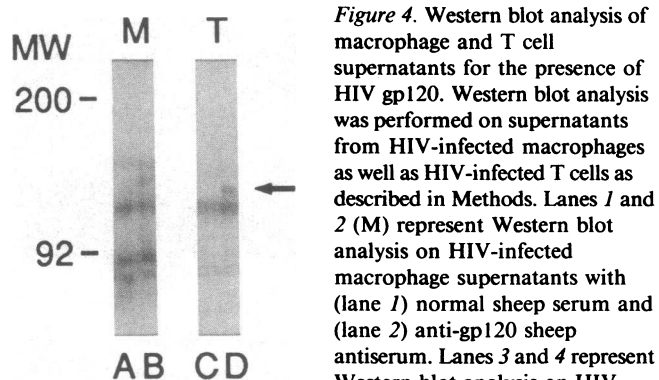 M T
MW
200
92
A B C D
Figure 4. Western blot analysis of
macrophage and T cell
supernatants for the presence of
HIV gp120. Western blot analysis
was performed on supernatants
from HIV-infected macrophages
as well as HIV-infected T cells as
described in Methods. Lanes 1 and
2 (M) represent Western blot
analysis on HIV-infected
macrophage supernatants with
(lane 1) normal sheep serum and
(lane 2) anti-gp120 sheep
antiserum. Lanes 3 and 4 represent
Western blot analysis on HIV-